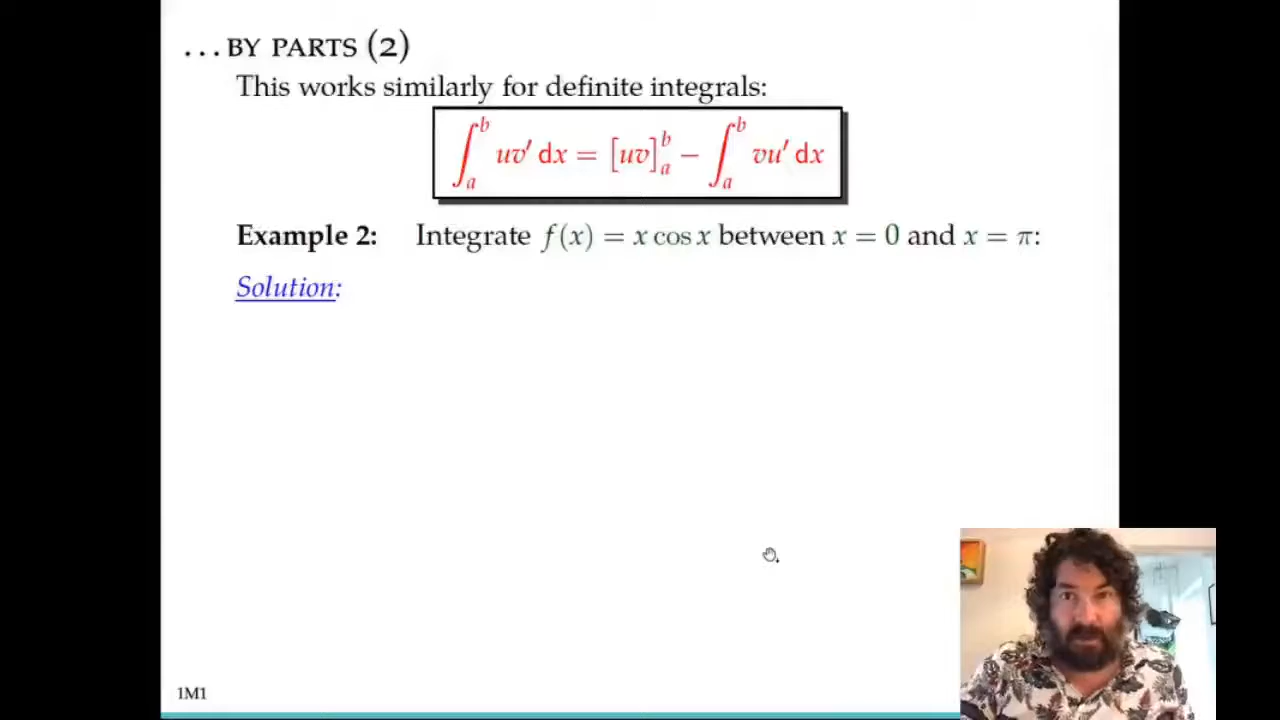 ...BY PARTS (2)
This works similarly for definite integrals:
∫_a^b uv′ dx = [uv]_a^b − ∫_a^b vu′ dx
Example 2: Integrate f(x) = x cos x between x = 0 and x = π:
Solution:
1M1